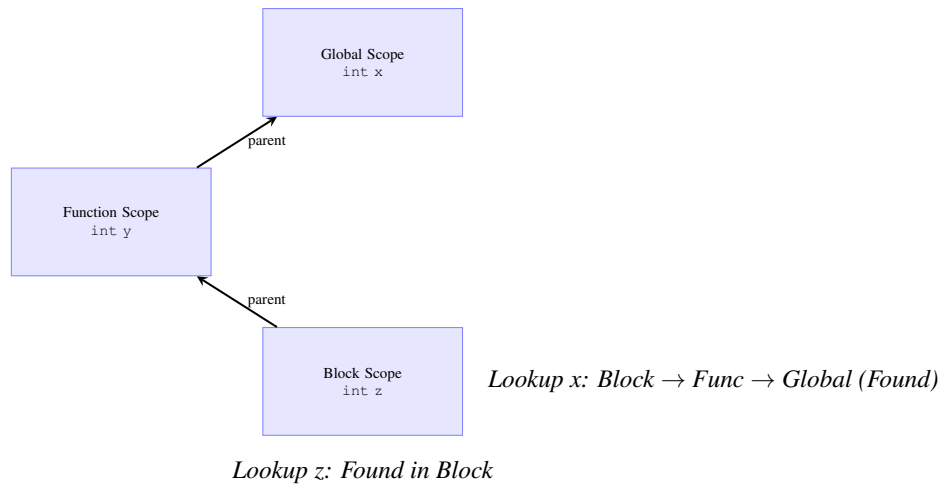 Global Scope
int x
parent
Function Scope
int y
parent
Block Scope
int z
Lookup x: Block → Func → Global (Found)
Lookup z: Found in Block